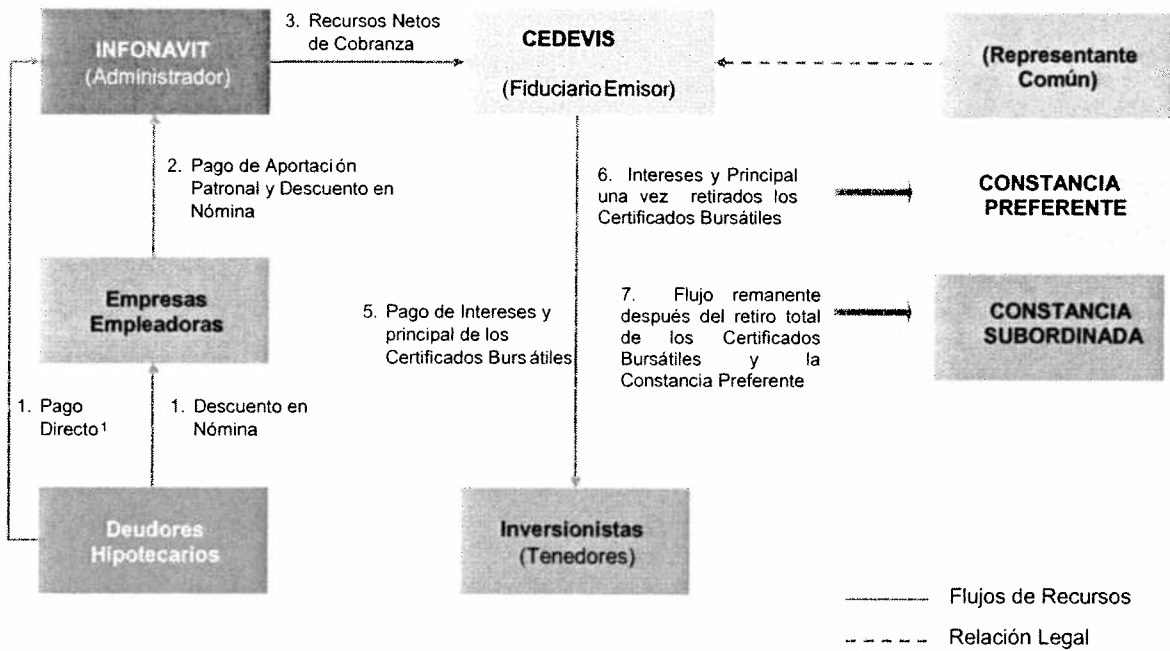 INFONAVIT
(Administrador)
3. Recursos Netos
de Cobranza
CEDEVIS
(Fiduciario Emisor)
(Representante
Común)
2. Pago de Aportación
Patronal y Descuento en
Nómina
6. Intereses y Principal
una vez retirados los
Certificados Bursátiles
CONSTANCIA
PREFERENTE
Empresas
Empleadoras
5. Pago de Intereses y
principal de los
Certificados Bursátiles
7. Flujo remanente
después del retiro total
de los Certificados
Bursátiles y la
Constancia Preferente
CONSTANCIA
SUBORDINADA
1. Pago
Directo¹
1. Descuento en
Nómina
Deudores
Hipotecarios
Inversionistas
(Tenedores)
Flujos de Recursos
Relación Legal